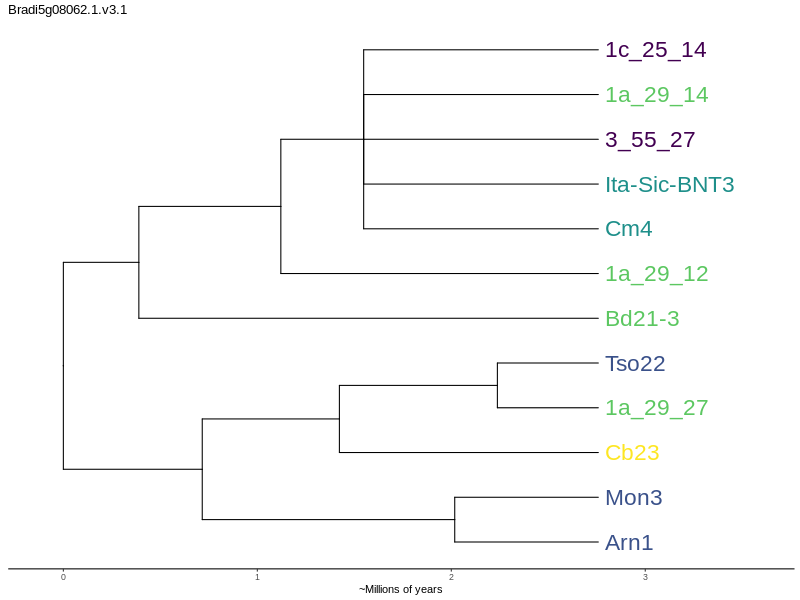 Bradi5g08062.1.v3.1
1c_25_14
1a_29_14
3_55_27
Ita-Sic-BNT3
Cm4
1a_29_12
Bd21-3
Tso22
1a_29_27
Cb23
Mon3
Arn1
0 1 2 3
~Millions of years